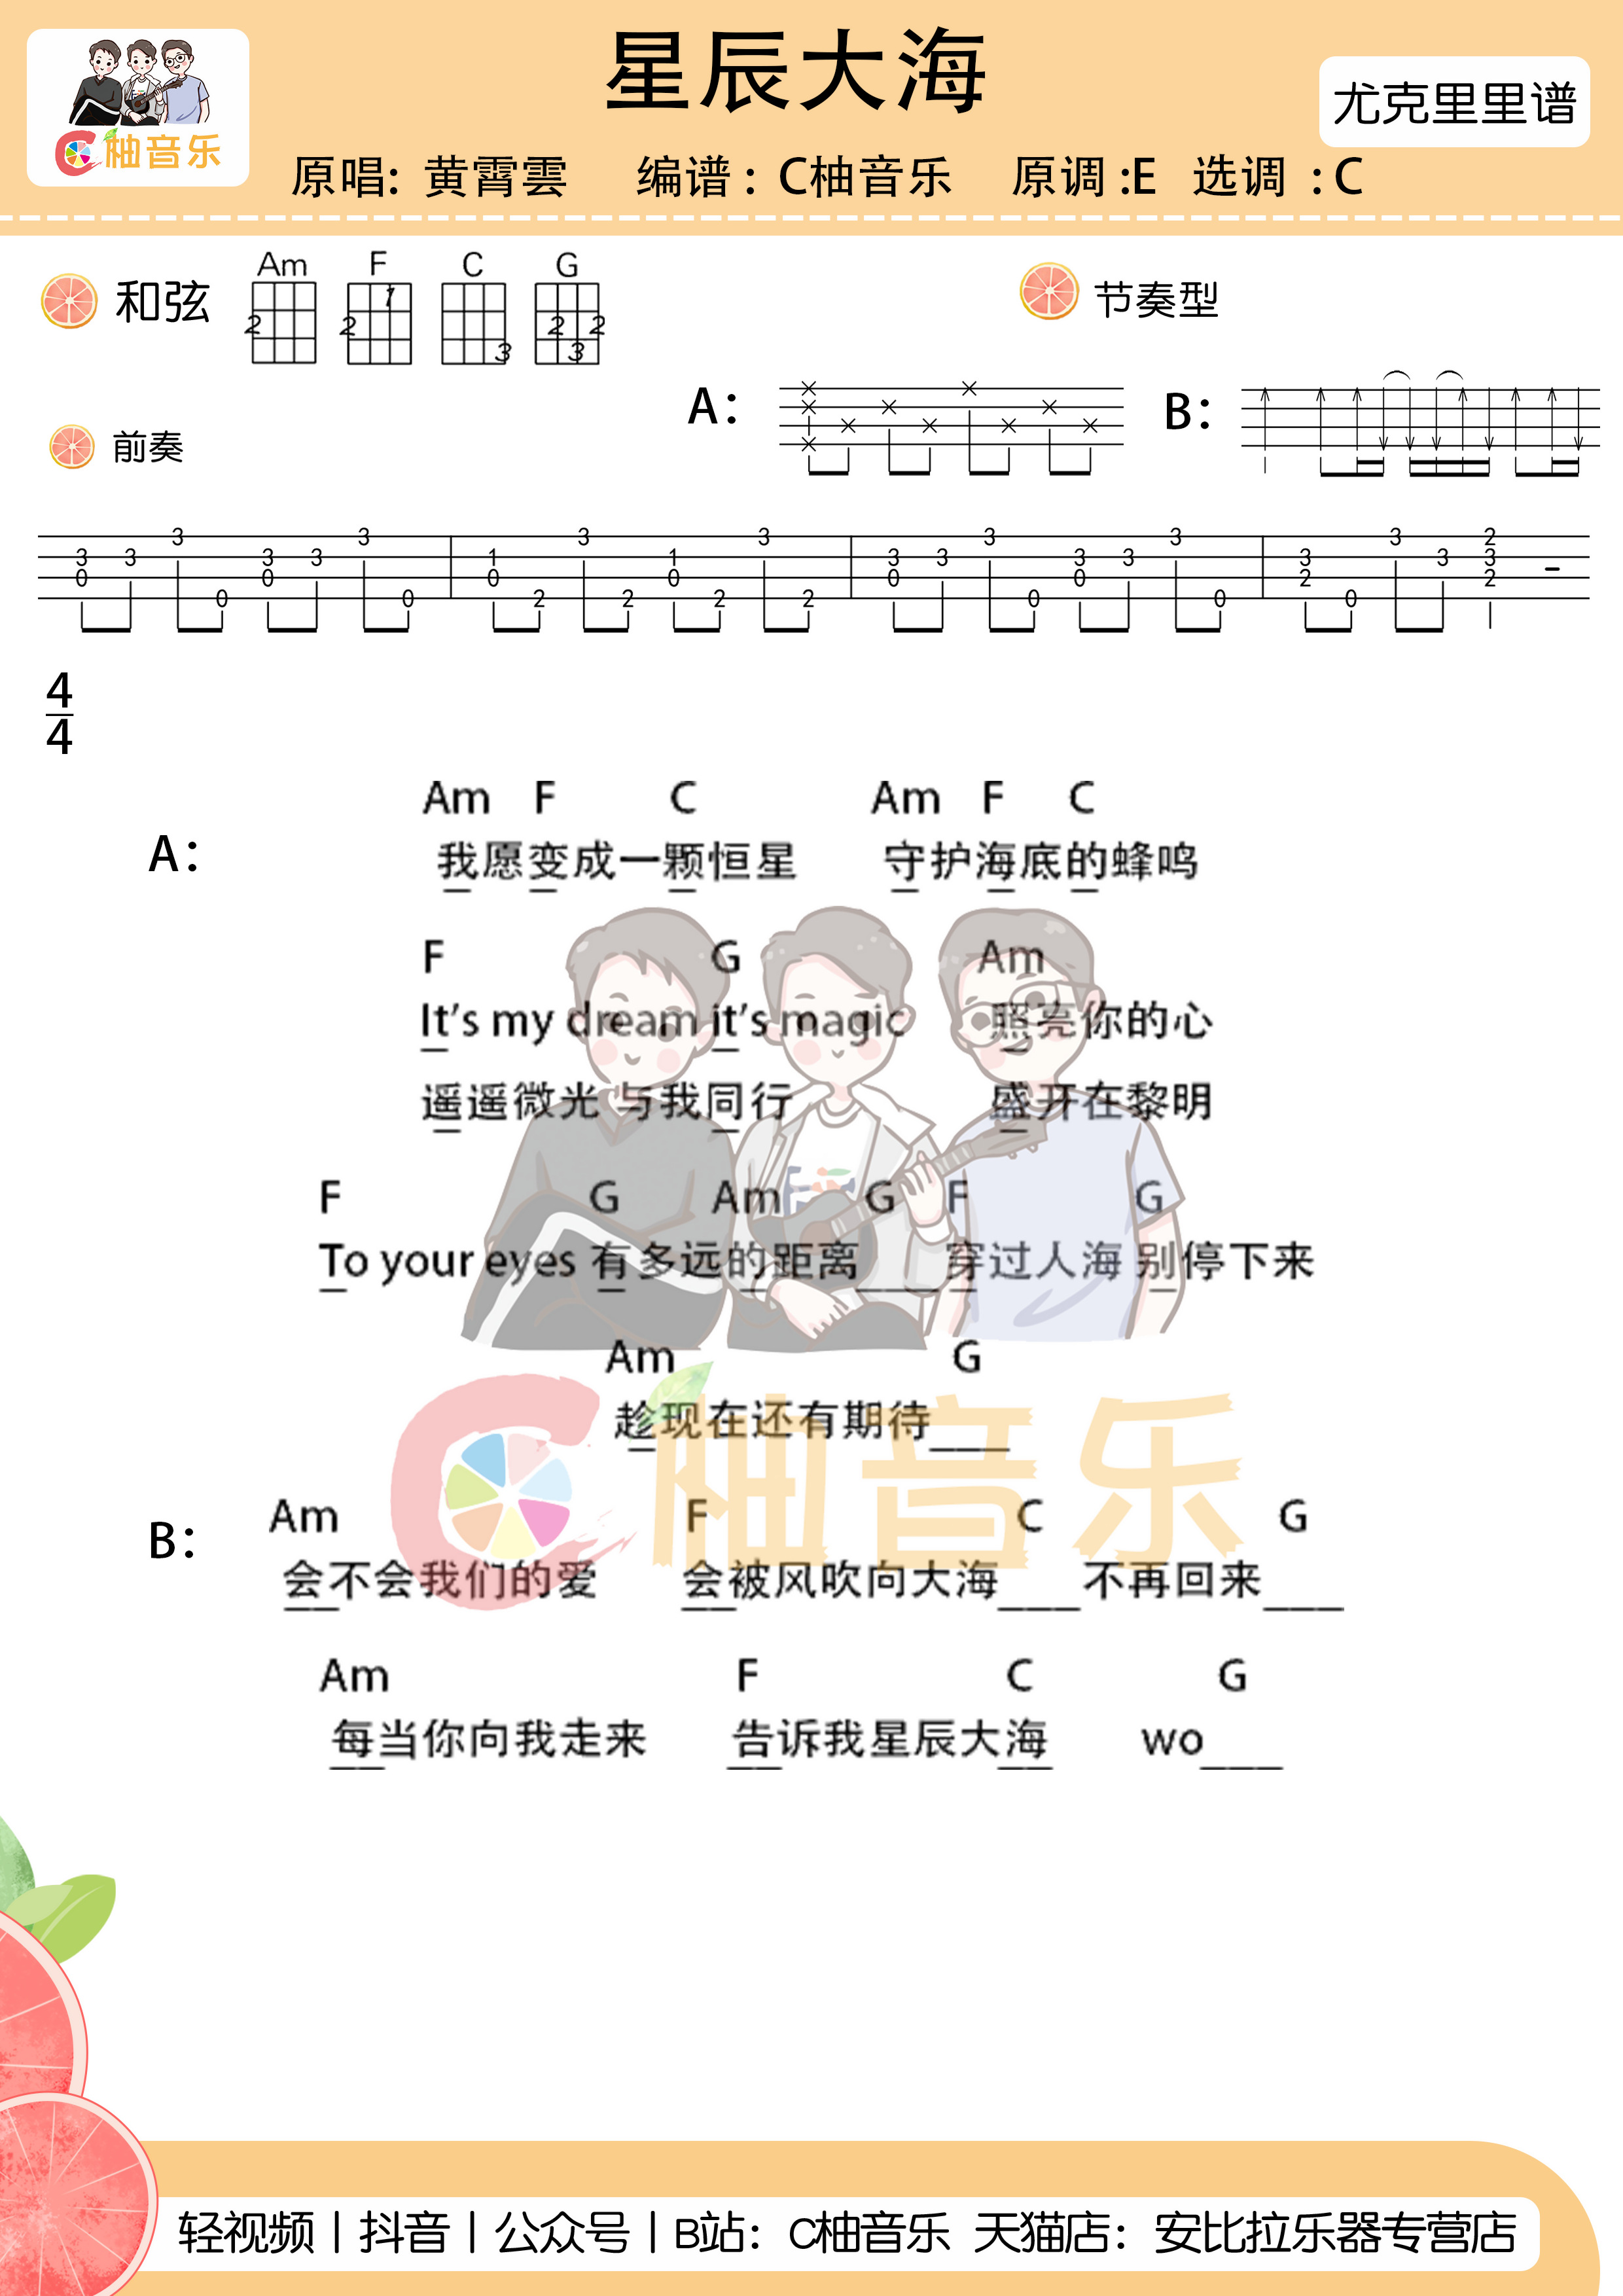 星辰大海
尤克里里谱
C柚音乐
原唱: 黄霄雲 编谱: C柚音乐 原调:E 选调:C
和弦 Am F C G
2 2 1 3 2 3 2
节奏型
A: B:
前奏
3 3 3 3 3 3 1 3 1 3 3 3 3 3 3 3 3 3 3 2
0 0 0 0 0 2 0 2 0 2 2 0 0 0 0 2 0 3 2
4
4
Am F C Am F C
A: 我愿变成一颗恒星 守护海底的蜂鸣
F G Am
It's my dream it's magic 照亮你的心
遥遥微光 与我同行 盛开在黎明
F G Am G F G
To your eyes 有多远的距离___ 穿过人海 别停下来
Am G
趁现在还有期待___
Am F C G
B: 会不会我们的爱 会被风吹向大海___不再回来___
Am F C G
每当你向我走来 告诉我星辰大海 wo___
C柚音乐
轻视频 | 抖音 | 公众号 | B站: C柚音乐 天猫店: 安比拉乐器专营店